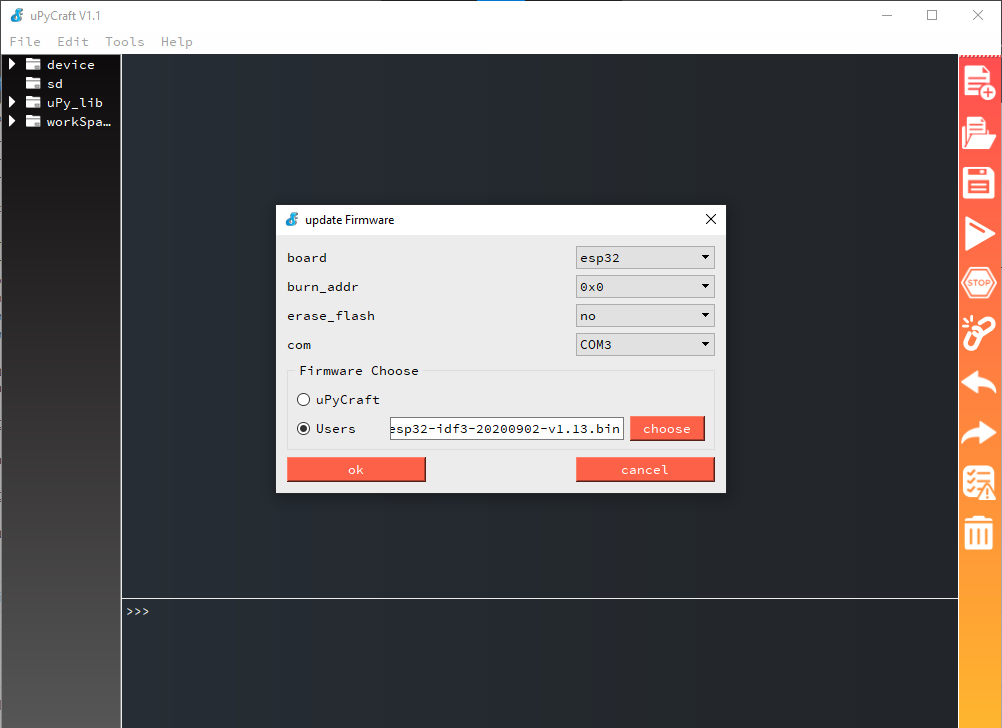 uPyCraft V1.1
File Edit Tools Help
device
sd
uPy_lib
workSpa…
update Firmware
board esp32
burn_addr 0x0
erase_flash no
com COM3
Firmware Choose
uPyCraft
Users esp32-idf3-20200902-v1.13.bin choose
ok cancel
STOP
>>>